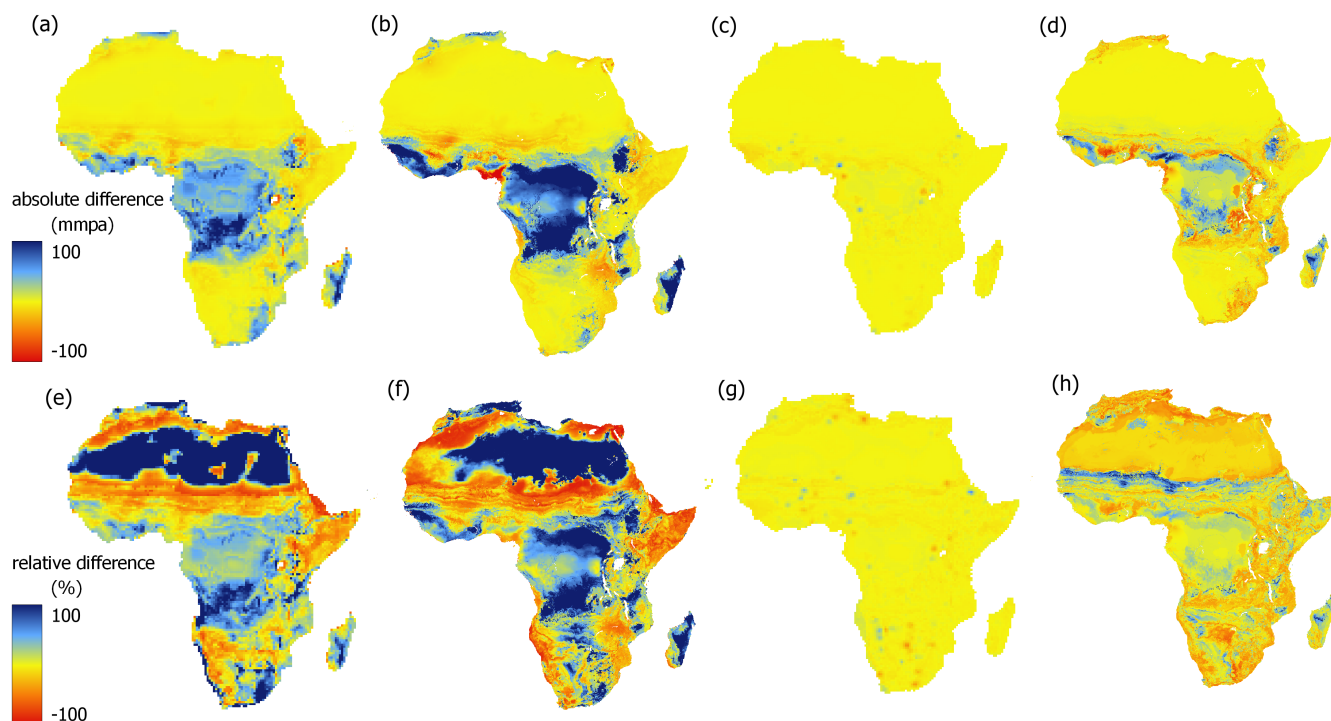 (a)
(b)
(c)
(d)
absolute difference
(mmpa)
100
-100
(e)
(f)
(g)
(h)
relative difference
(%)
100
-100